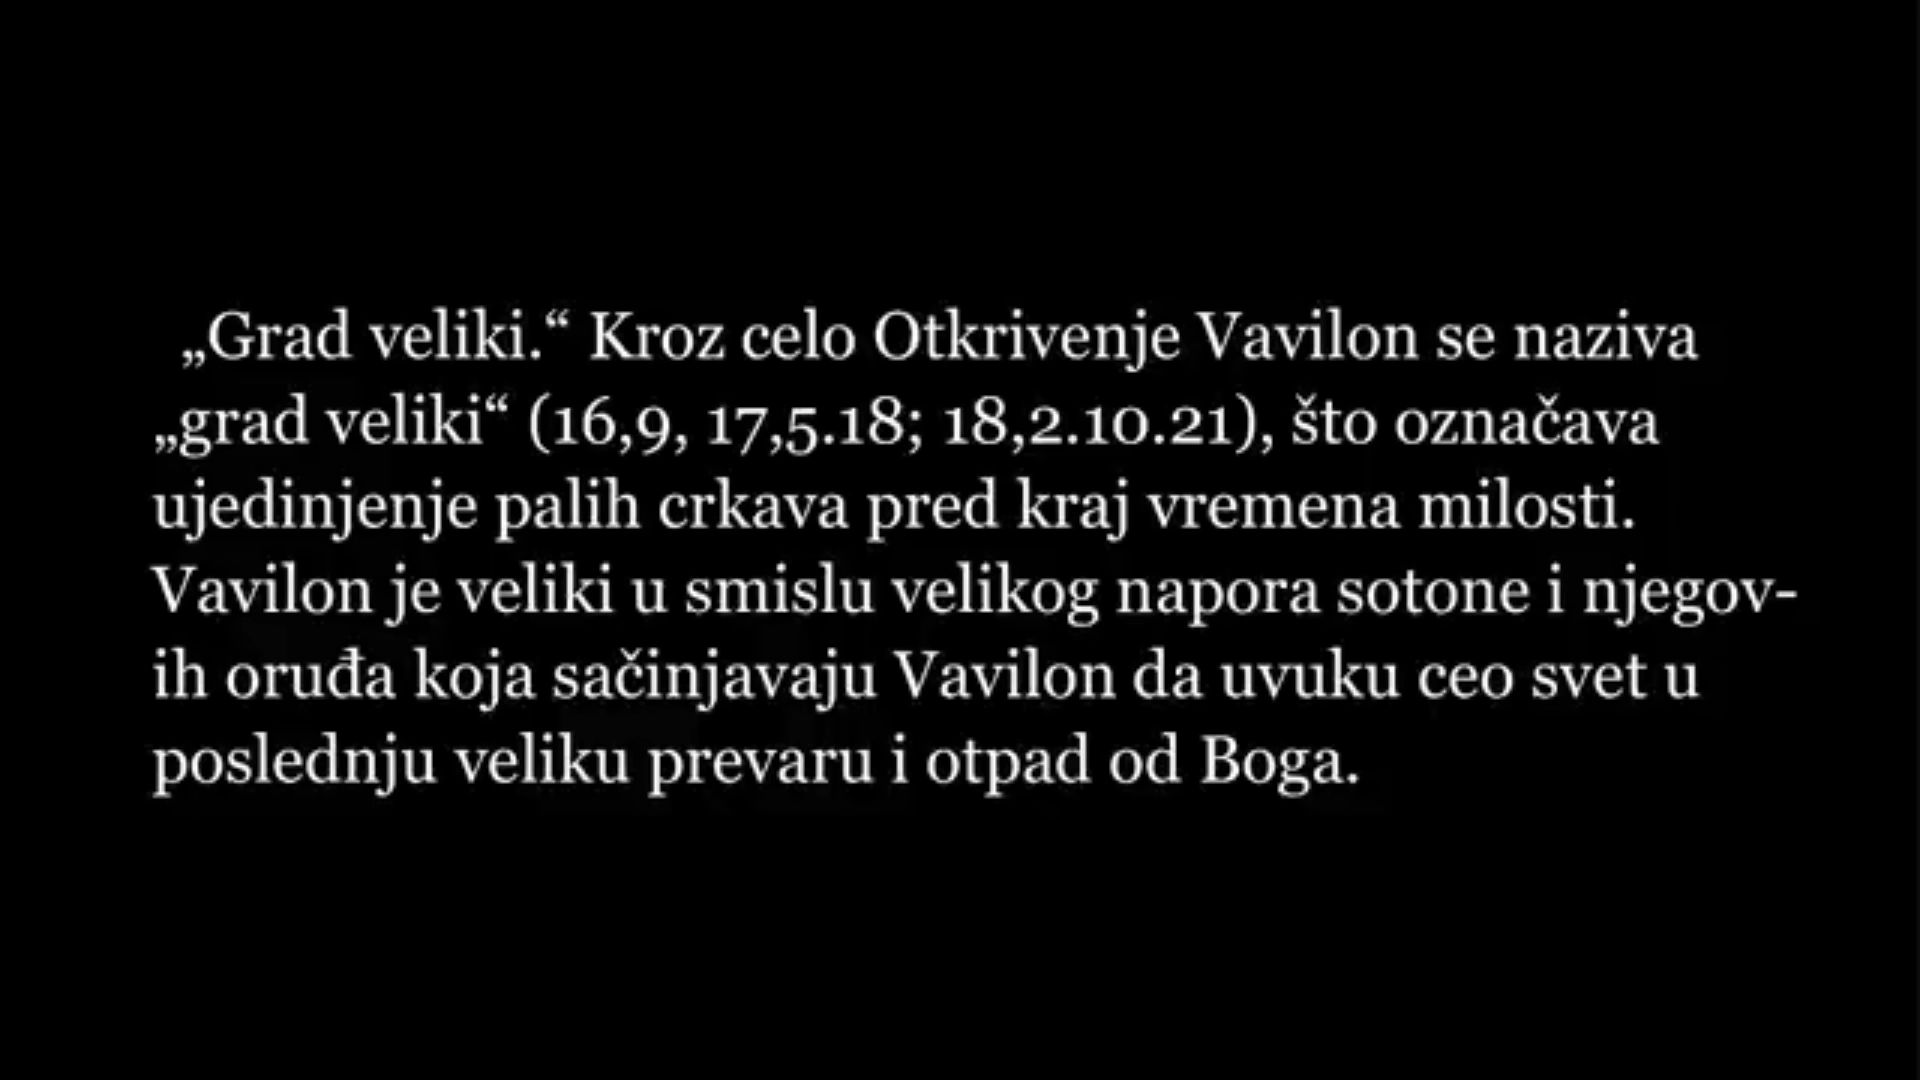 „Grad veliki.“ Kroz celo Otkrivenje Vavilon se naziva
„grad veliki“ (16,9, 17,5.18; 18,2.10.21), što označava
ujedinjenje palih crkava pred kraj vremena milosti.
Vavilon je veliki u smislu velikog napora sotone i njegov-
ih oruđa koja sačinjavaju Vavilon da uvuku ceo svet u
poslednju veliku prevaru i otpad od Boga.